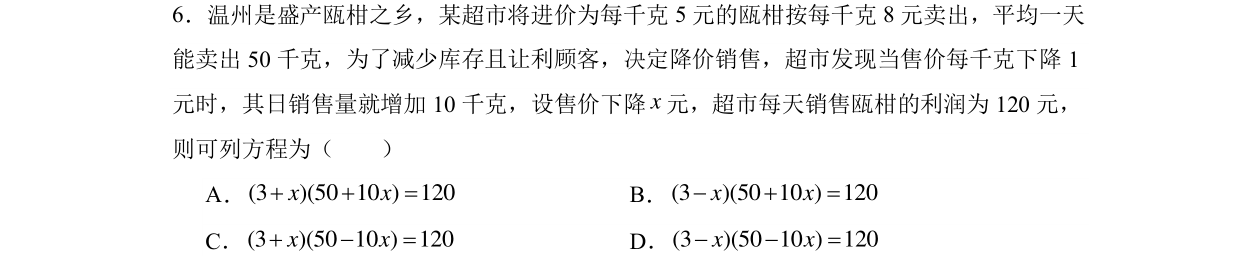 6．温州是盛产瓯柑之乡，某超市将进价为每千克 5 元的瓯柑按每千克 8 元卖出，平均一天
能卖出 50 千克，为了减少库存且让利顾客，决定降价销售，超市发现当售价每千克下降 1
元时，其日销售量就增加 10 千克，设售价下降 x 元，超市每天销售瓯柑的利润为 120 元，
则可列方程为（　　）
A．(3+x)(50+10x)=120 B．(3−x)(50+10x)=120
C．(3+x)(50−10x)=120 D．(3−x)(50−10x)=120